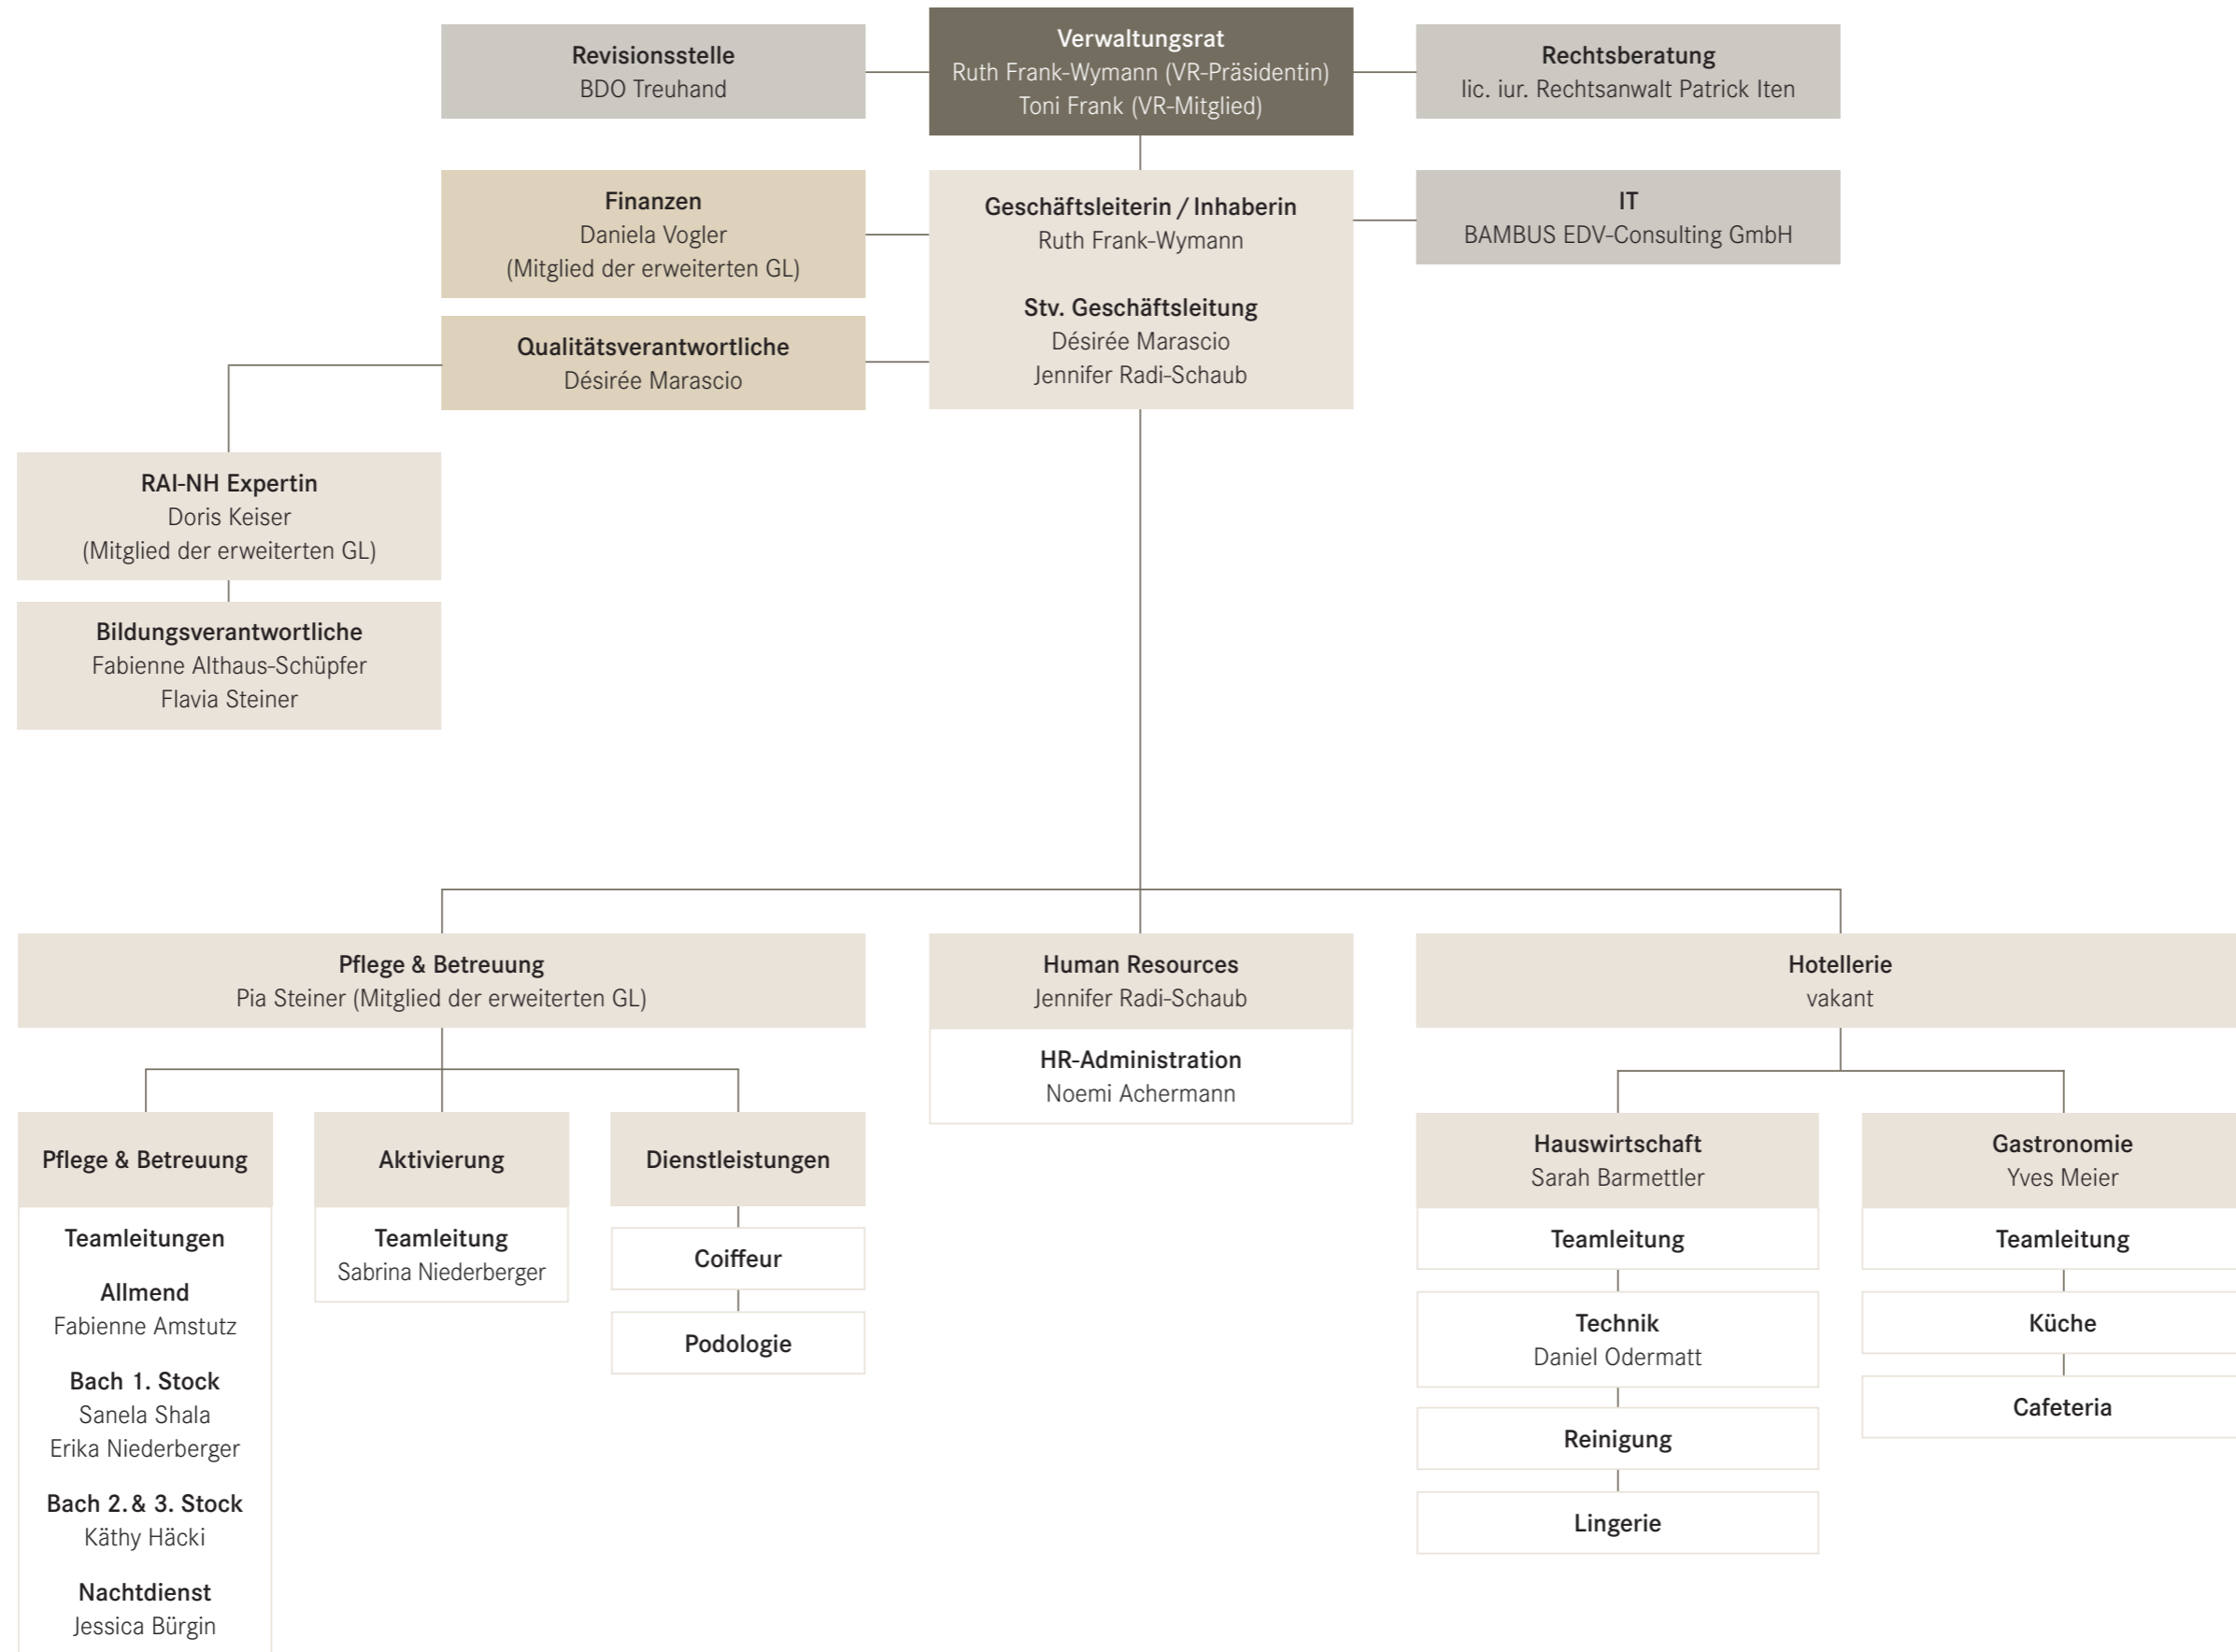 Revisionsstelle
BDO Treuhand
Verwaltungsrat
Ruth Frank-Wymann (VR-Präsidentin)
Toni Frank (VR-Mitglied)
Rechtsberatung
lic. iur. Rechtsanwalt Patrick Iten
Finanzen
Daniela Vogler
(Mitglied der erweiterten GL)
Geschäftsleiterin / Inhaberin
Ruth Frank-Wymann
Stv. Geschäftsleitung
Désirée Marascio
Jennifer Radi-Schaub
IT
BAMBUS EDV-Consulting GmbH
Qualitätsverantwortliche
Désirée Marascio
RAI-NH Expertin
Doris Keiser
(Mitglied der erweiterten GL)
Bildungsverantwortliche
Fabienne Althaus-Schüpfer
Flavia Steiner
Pflege & Betreuung
Pia Steiner (Mitglied der erweiterten GL)
Human Resources
Jennifer Radi-Schaub
HR-Administration
Noemi Achermann
Hotellerie
vakant
Pflege & Betreuung
Teamleitungen
Allmend
Fabienne Amstutz
Bach 1. Stock
Sanela Shala
Erika Niederberger
Bach 2. & 3. Stock
Käthy Häcki
Nachtdienst
Jessica Bürgin
Aktivierung
Teamleitung
Sabrina Niederberger
Dienstleistungen
Coiffeur
Podologie
Hauswirtschaft
Sarah Barmettler
Teamleitung
Technik
Daniel Odermatt
Reinigung
Lingerie
Gastronomie
Yves Meier
Teamleitung
Küche
Cafeteria